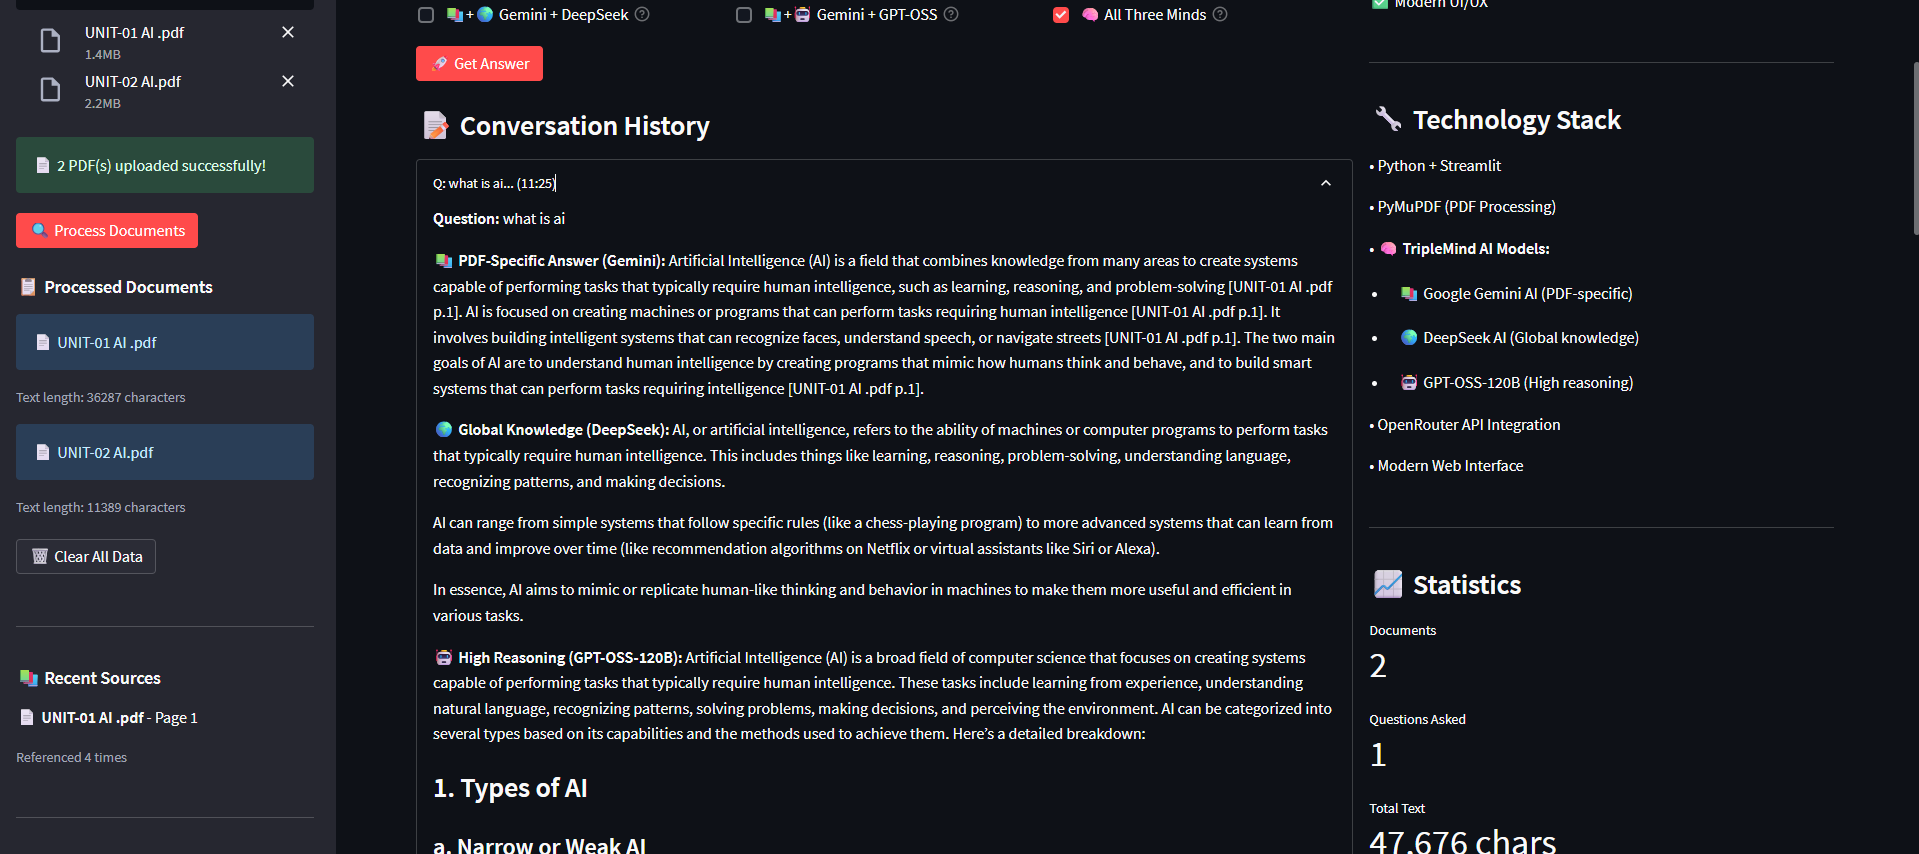 UNIT-01 AI .pdf
1.4MB
UNIT-02 AI.pdf
2.2MB
2 PDF(s) uploaded successfully!
Process Documents
Processed Documents
UNIT-01 AI .pdf
Text length: 36287 characters
UNIT-02 AI.pdf
Text length: 11389 characters
Clear All Data
Recent Sources
UNIT-01 AI .pdf - Page 1
Referenced 4 times
+ Gemini + DeepSeek
+ Gemini + GPT-OSS
All Three Minds
Get Answer
Conversation History
Q: what is ai... (11:25)
Question: what is ai
PDF-Specific Answer (Gemini): Artificial Intelligence (AI) is a field that combines knowledge from many areas to create systems
capable of performing tasks that typically require human intelligence, such as learning, reasoning, and problem-solving [UNIT-01 AI .pdf
p.1]. AI is focused on creating machines or programs that can perform tasks requiring human intelligence [UNIT-01 AI .pdf p.1]. It
involves building intelligent systems that can recognize faces, understand speech, or navigate streets [UNIT-01 AI .pdf p.1]. The two main
goals of AI are to understand human intelligence by creating programs that mimic how humans think and behave, and to build smart
systems that can perform tasks requiring intelligence [UNIT-01 AI .pdf p.1].
Global Knowledge (DeepSeek): AI, or artificial intelligence, refers to the ability of machines or computer programs to perform tasks
that typically require human intelligence. This includes things like learning, reasoning, problem-solving, understanding language,
recognizing patterns, and making decisions.
AI can range from simple systems that follow specific rules (like a chess-playing program) to more advanced systems that can learn from
data and improve over time (like recommendation algorithms on Netflix or virtual assistants like Siri or Alexa).
In essence, AI aims to mimic or replicate human-like thinking and behavior in machines to make them more useful and efficient in
various tasks.
High Reasoning (GPT-OSS-120B): Artificial Intelligence (AI) is a broad field of computer science that focuses on creating systems
capable of performing tasks that typically require human intelligence. These tasks include learning from experience, understanding
natural language, recognizing patterns, solving problems, making decisions, and perceiving the environment. AI can be categorized into
several types based on its capabilities and the methods used to achieve them. Here's a detailed breakdown:
1. Types of AI
a. Narrow or Weak AI
Modern UI/UX
Technology Stack
• Python + Streamlit
• PyMuPDF (PDF Processing)
• TripleMind AI Models:
• Google Gemini AI (PDF-specific)
• DeepSeek AI (Global knowledge)
• GPT-OSS-120B (High reasoning)
• OpenRouter API Integration
• Modern Web Interface
Statistics
Documents
2
Questions Asked
1
Total Text
47,676 chars